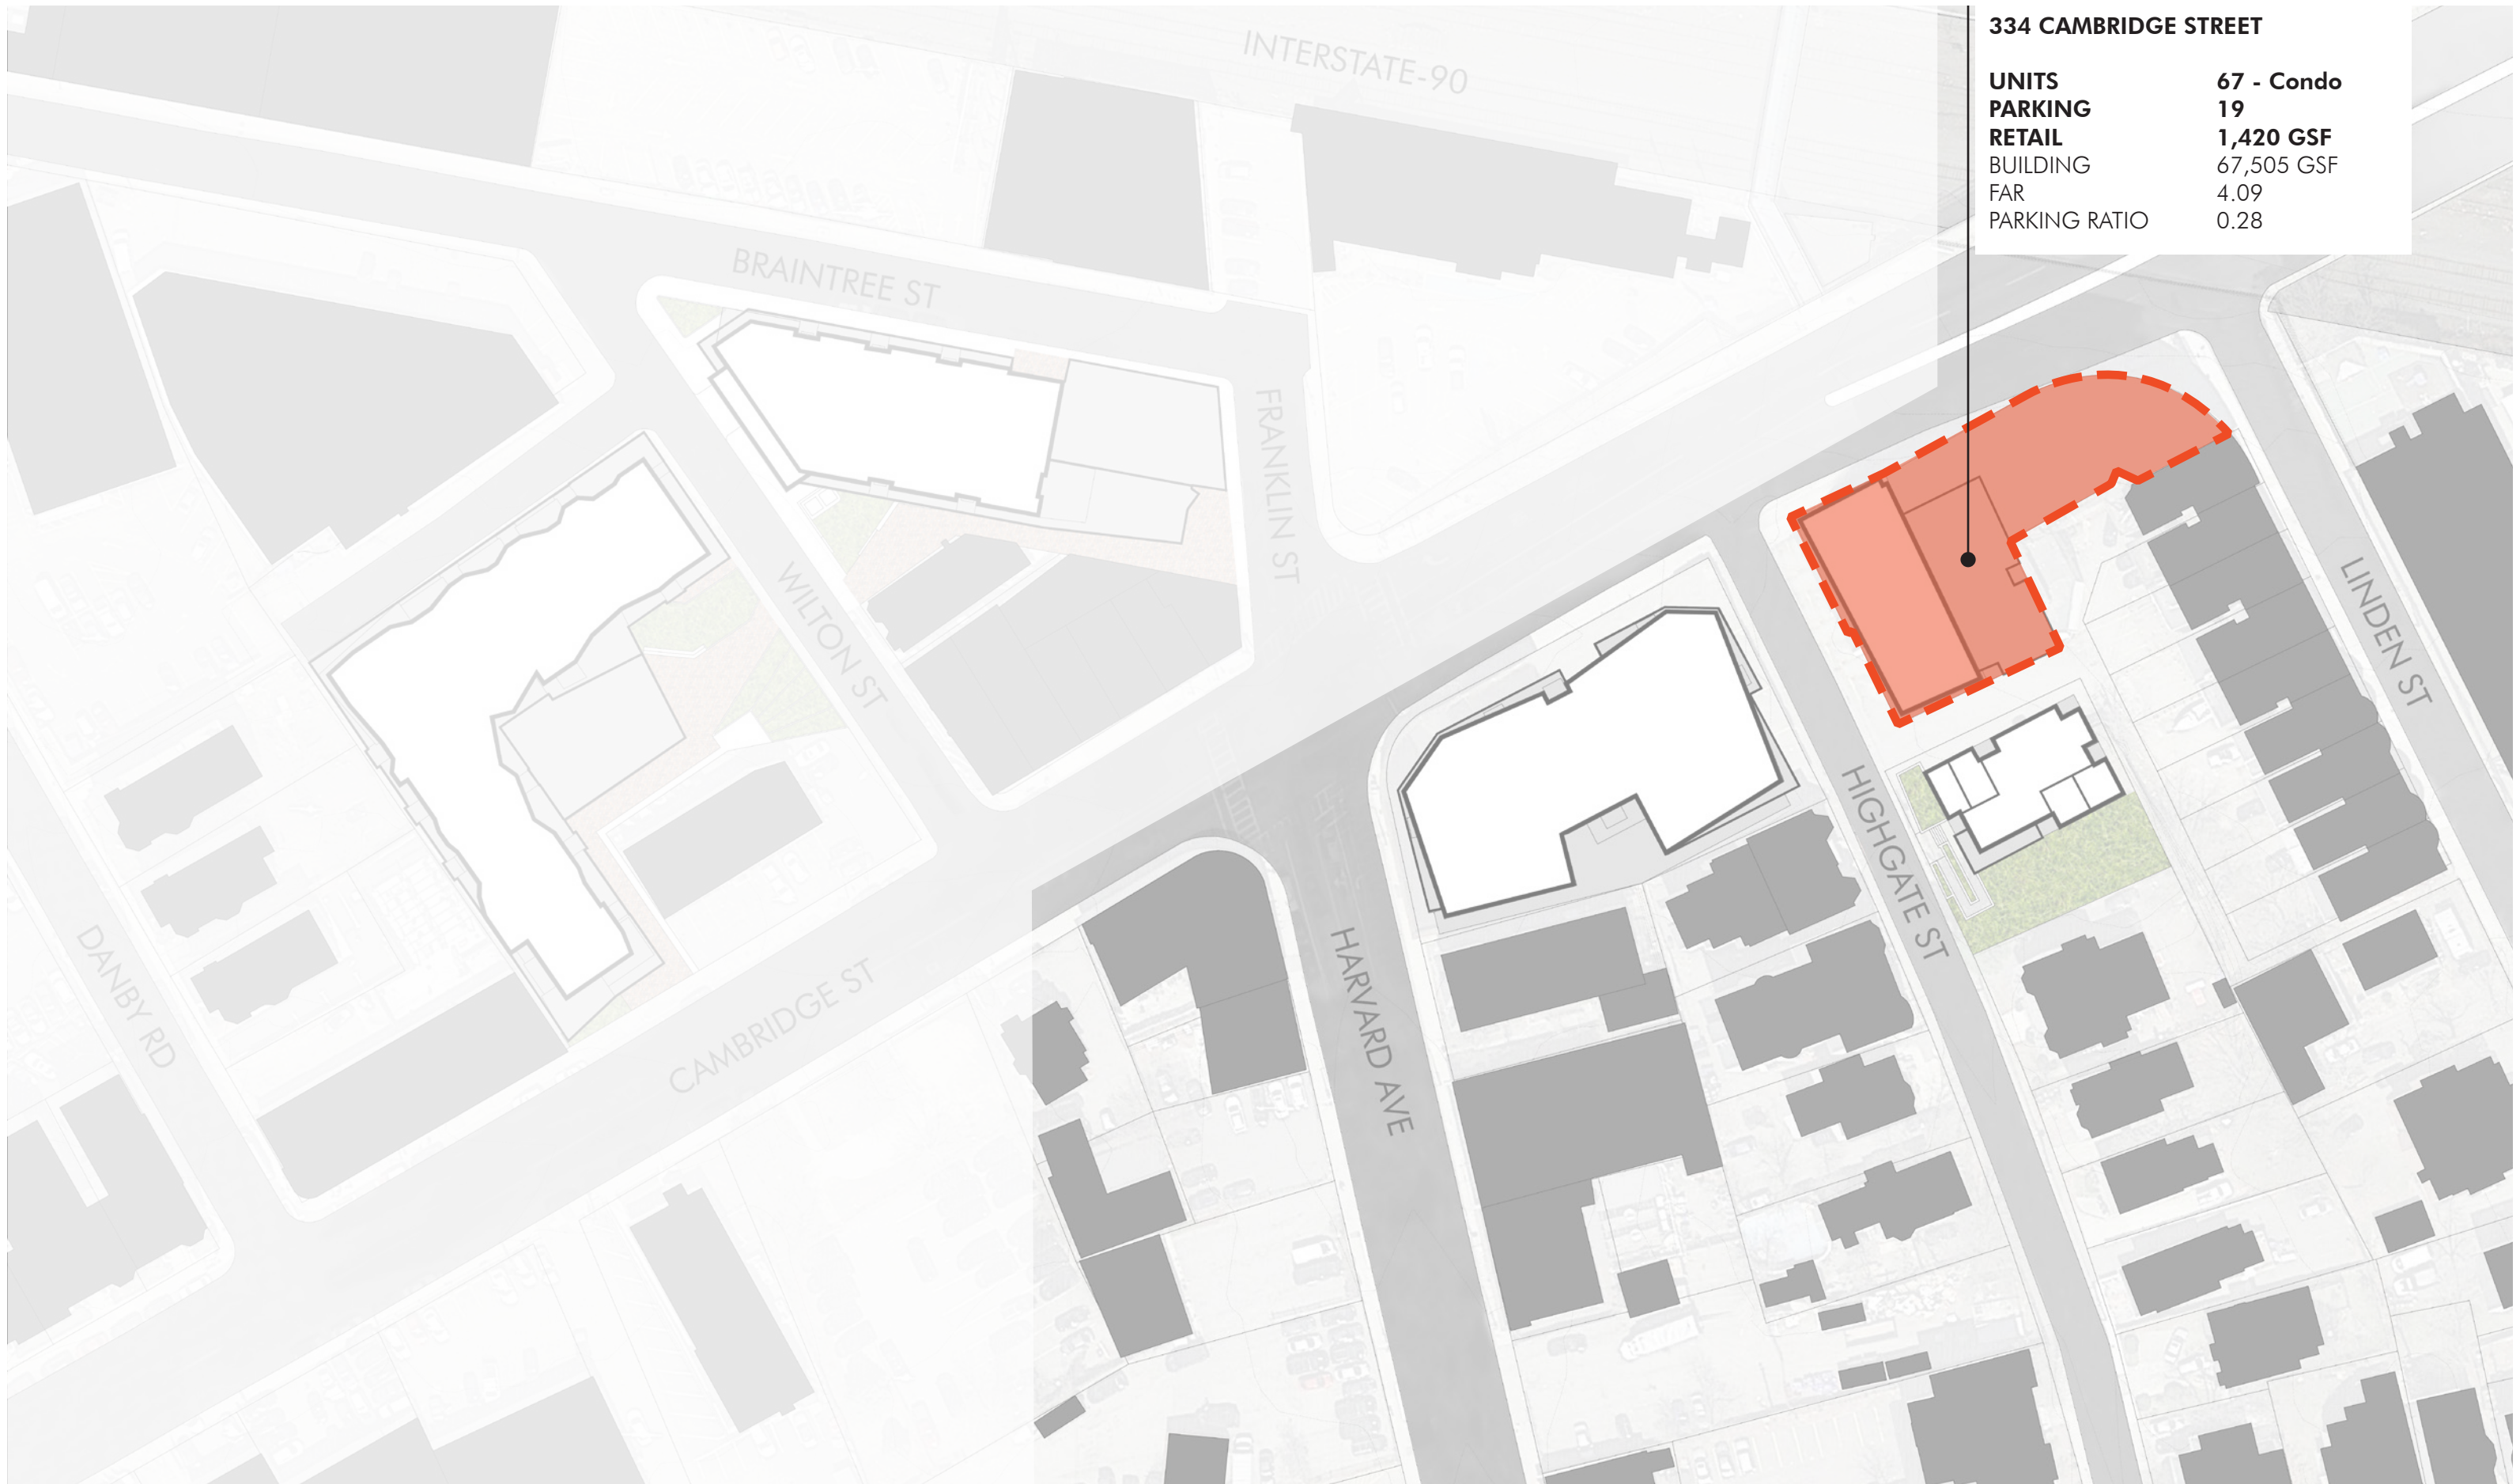 334 CAMBRIDGE STREET
UNITS 67 - Condo
PARKING 19
RETAIL 1,420 GSF
BUILDING 67,505 GSF
FAR 4.09
PARKING RATIO 0.28
INTERSTATE-90
BRAINTREE ST
FRANKLIN ST
WILTON ST
LINDEN ST
HIGHGATE ST
DANBY RD
CAMBRIDGE ST
HARVARD AVE